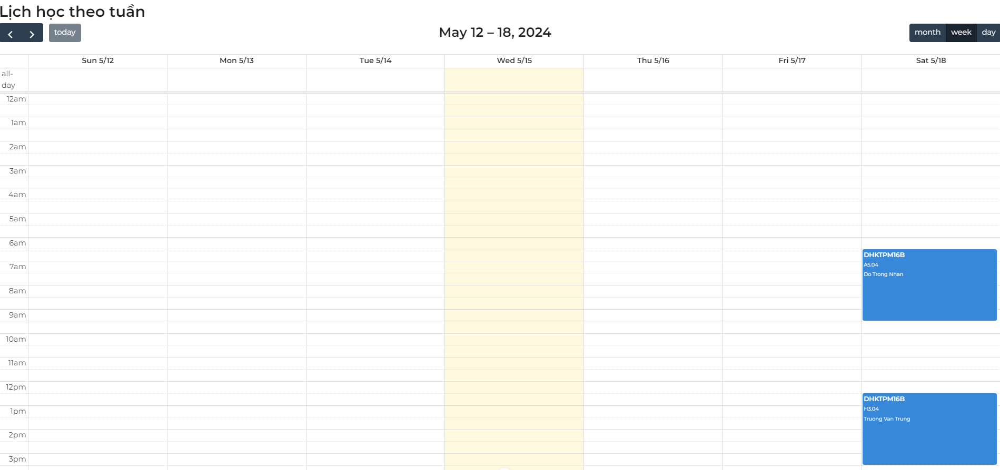 Lịch học theo tuần
today
May 12 – 18, 2024
month week day
Sun 5/12 Mon 5/13 Tue 5/14 Wed 5/15 Thu 5/16 Fri 5/17 Sat 5/18
all-
day
12am
1am
2am
3am
4am
5am
6am
DHKTPM16B
A5.04
7am
Do Trong Nhan
8am
9am
10am
11am
12pm
DHKTPM16B
H3.04
1pm
Truong Van Trung
2pm
3pm